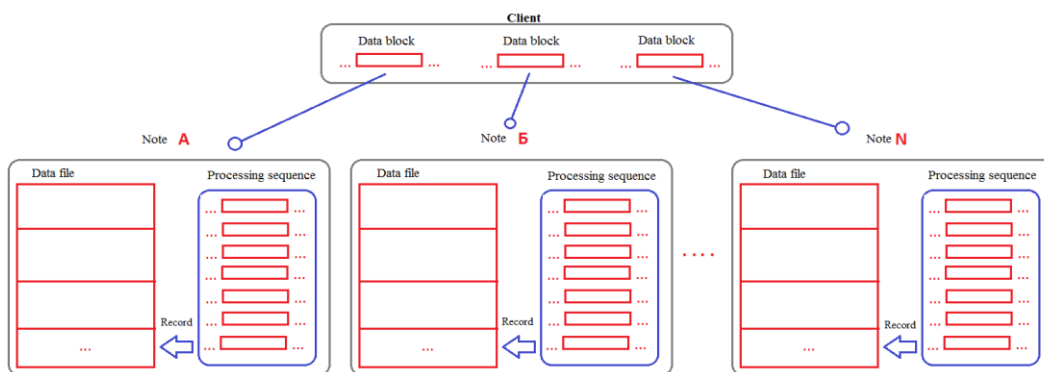 Client
Data block Data block Data block
... ... ... ... ... ...
Note А Note Б Note N
Data file Processing sequence Data file Processing sequence Data file Processing sequence
... ... ... ... ... ...
... ... ... ... ... ...
... ... ... ... ... ...
... ... ... ... ... ...
....
... ... ... ... ... ...
... ... ... ... ... ...
Record Record Record
... ... ... ... ... ... ... ... ...